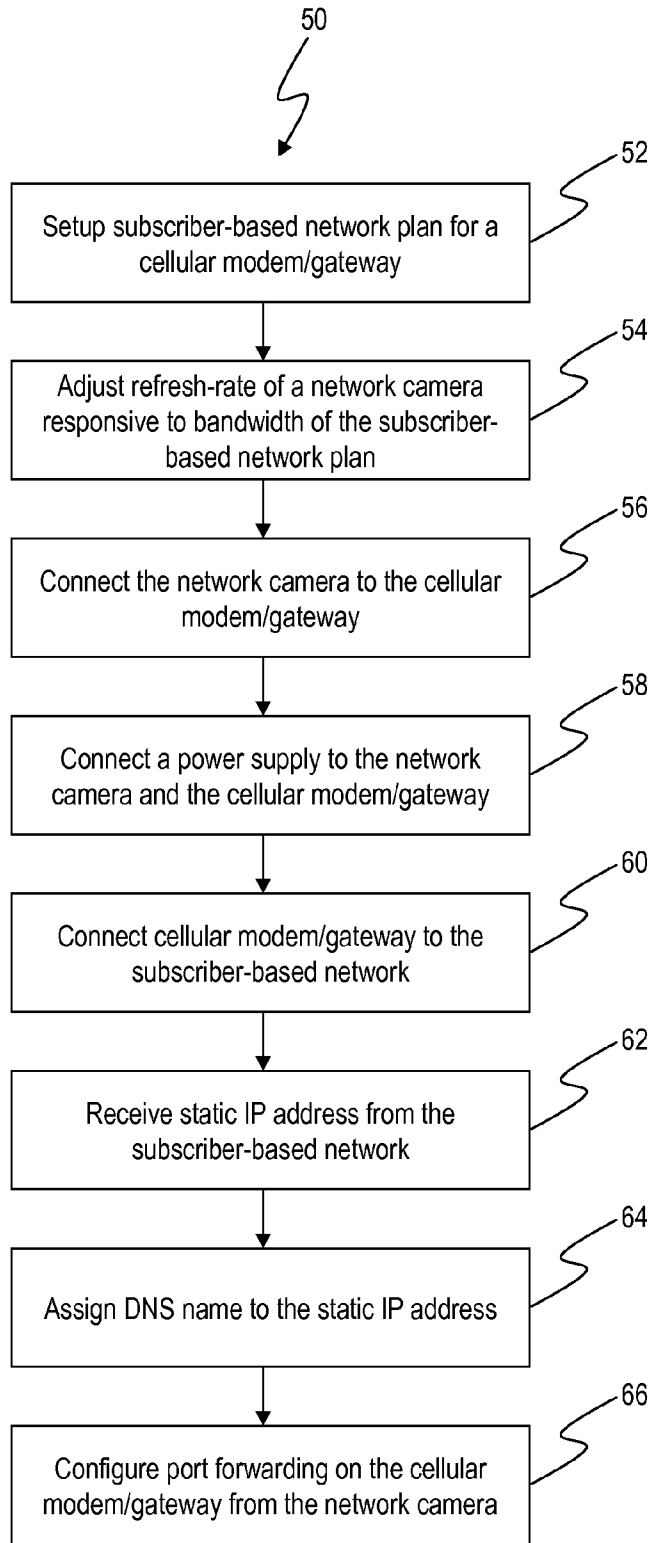 50
52
Setup subscriber-based network plan for a
cellular modem/gateway
54
Adjust refresh-rate of a network camera
responsive to bandwidth of the subscriber-
based network plan
56
Connect the network camera to the cellular
modem/gateway
58
Connect a power supply to the network
camera and the cellular modem/gateway
60
Connect cellular modem/gateway to the
subscriber-based network
62
Receive static IP address from the
subscriber-based network
64
Assign DNS name to the static IP address
66
Configure port forwarding on the cellular
modem/gateway from the network camera